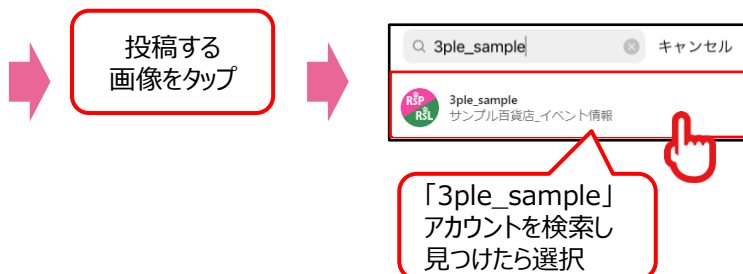 投稿する
画像をタップ
3ple_sample
キャンセル
RSP
RSL
3ple_sample
サンプル百貨店_イベント情報
「3ple_sample」
アカウントを検索し
見つけたら選択